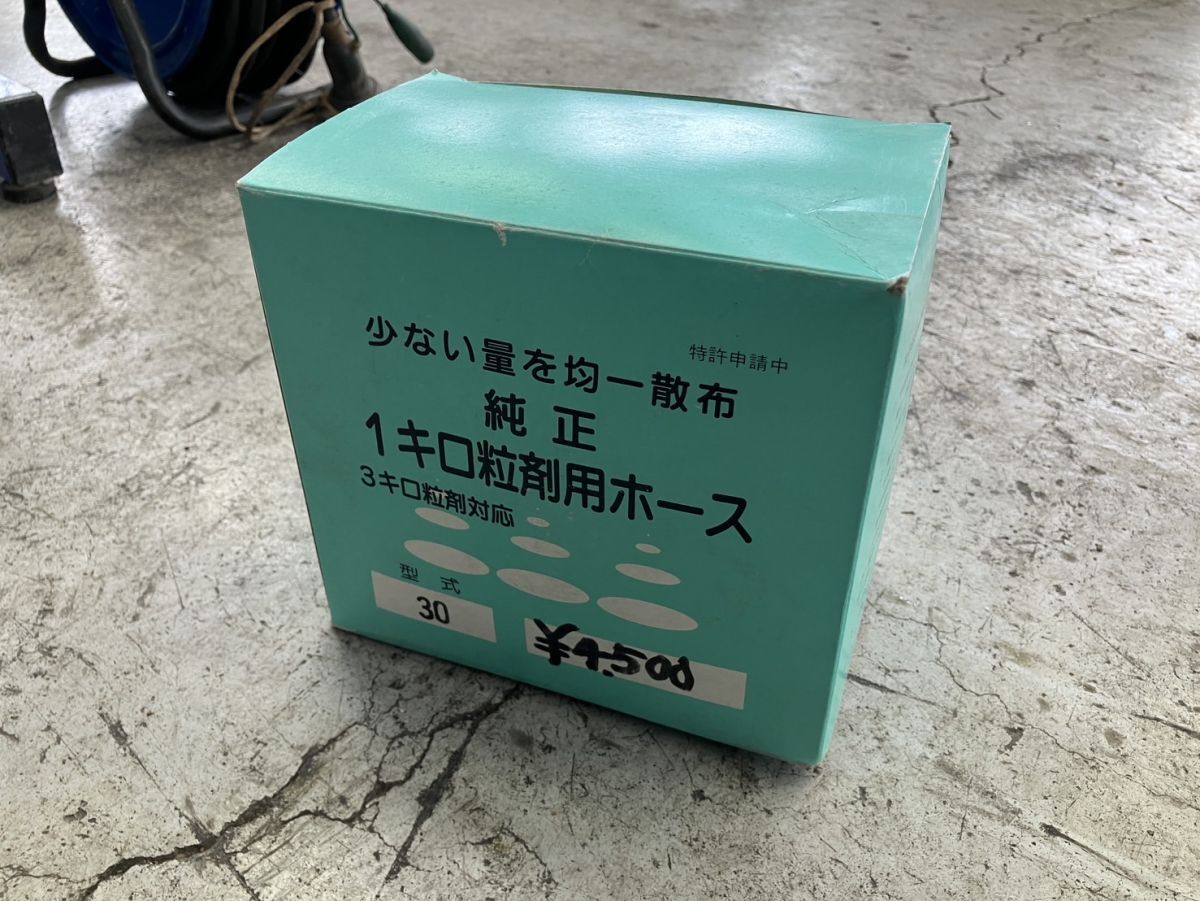 特許申請中
少ない量を均一散布
純正
1キロ粒剤用ホース
3キロ粒剤対応
型式
30
¥4,500